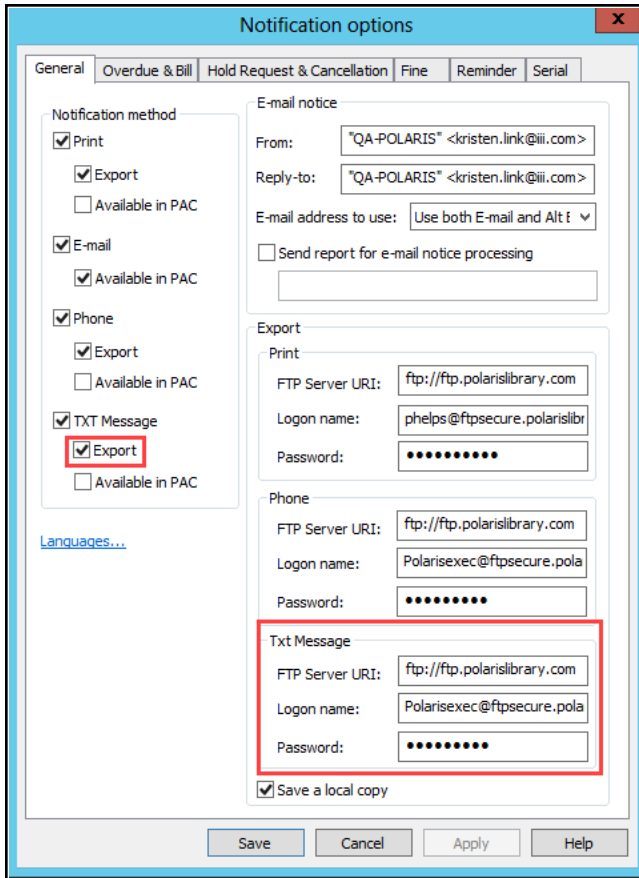 Notification options
x
General Overdue & Bill Hold Request & Cancellation Fine Reminder Serial
Notification method
Print
Export
Available in PAC
E-mail
Available in PAC
Phone
Export
Available in PAC
TXT Message
Export
Available in PAC
Languages...
E-mail notice
From: "QA-POLARIS" <kristen.link@iii.com>
Reply-to: "QA-POLARIS" <kristen.link@iii.com>
E-mail address to use: Use both E-mail and Alt E
Send report for e-mail notice processing
Export
Print
FTP Server URI: ftp://ftp.polarislibrary.com
Logon name: phelps@ftpsecure.polarislibr
Password: ••••••••••
Phone
FTP Server URI: ftp://ftp.polarislibrary.com
Logon name: Polarisexec@ftpsecure.pola
Password: •••••••••
Txt Message
FTP Server URI: ftp://ftp.polarislibrary.com
Logon name: Polarisexec@ftpsecure.pola
Password: •••••••••
Save a local copy
Save Cancel Apply Help